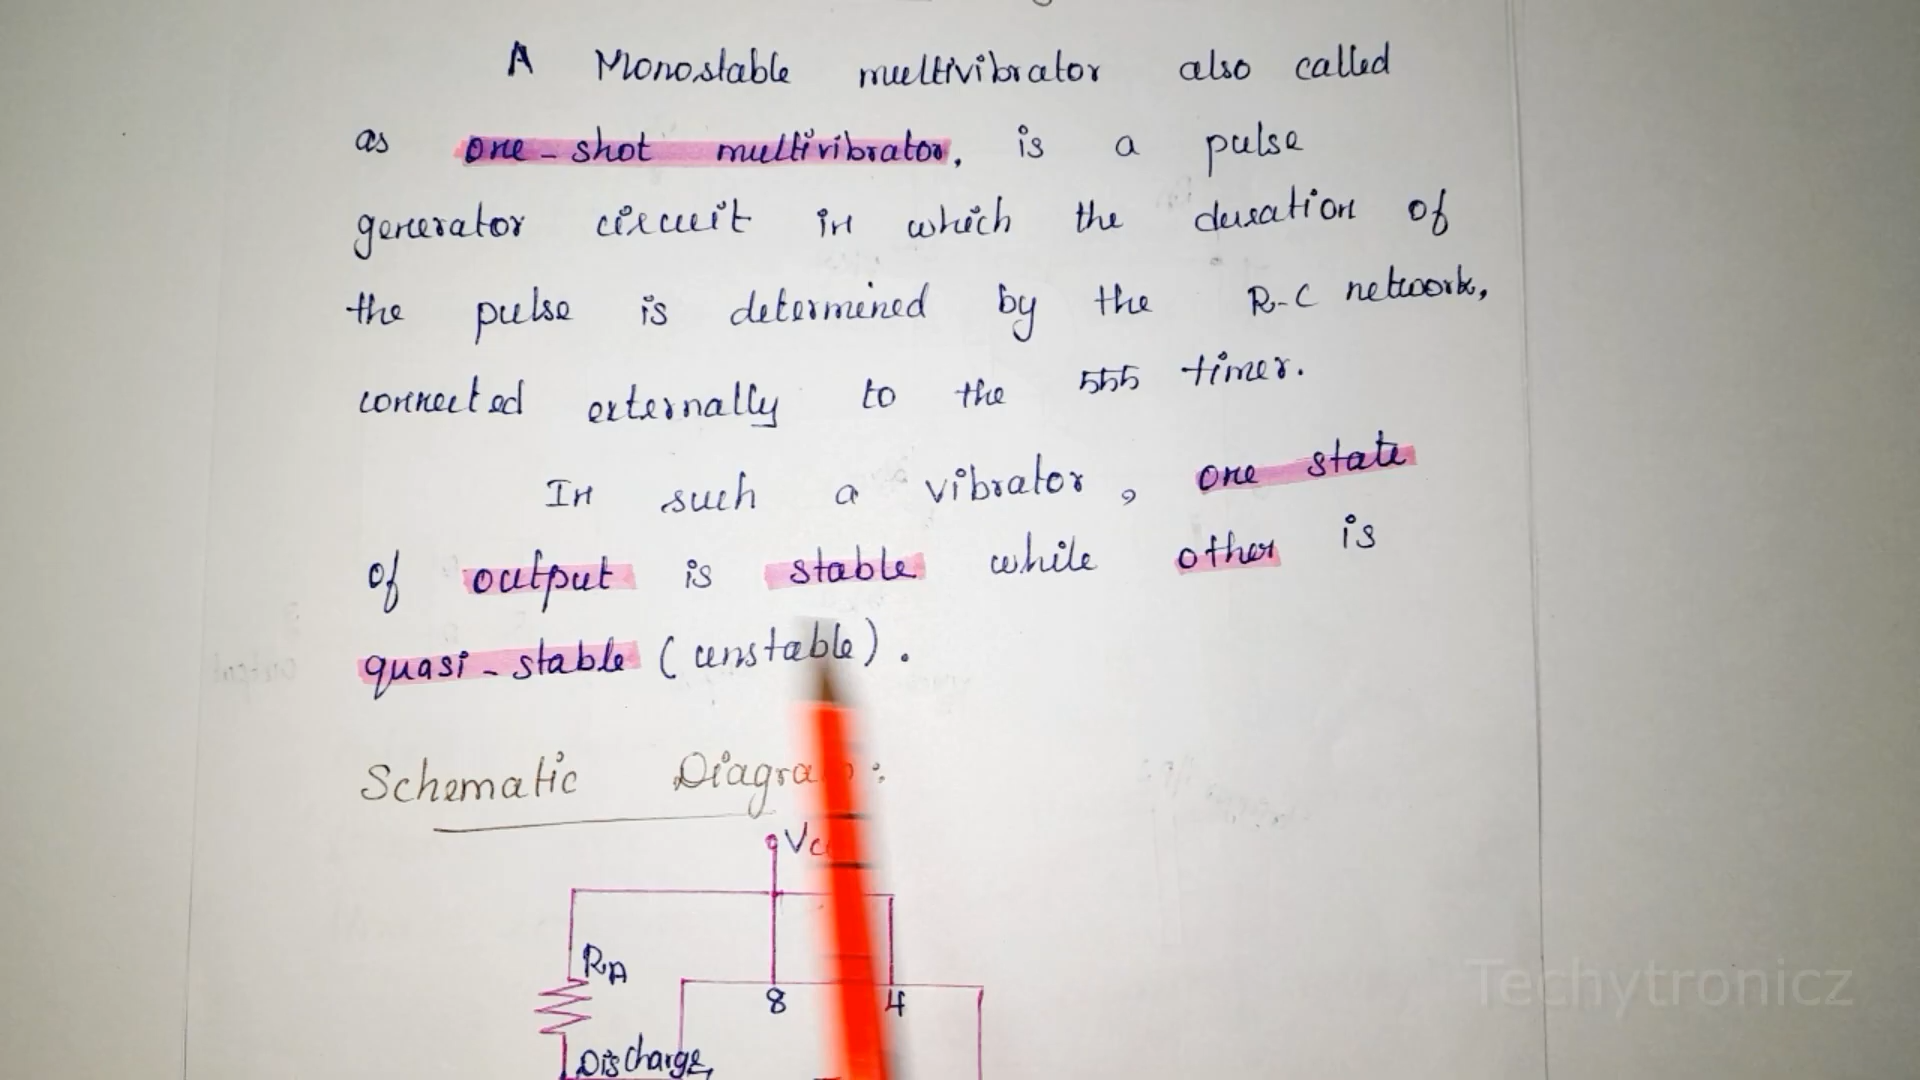 A Monostable multivibrator also called
as one-shot multivibrator, is a pulse
generator circuit in which the duration of
the pulse is determined by the R-C network,
connected externally to the 555 timer.
In such a vibrator, one state
of output is stable while other is
quasi-stable (unstable).
Schematic Diagram:
Vcc
RA
8 4
Discharge,
Techytronicz